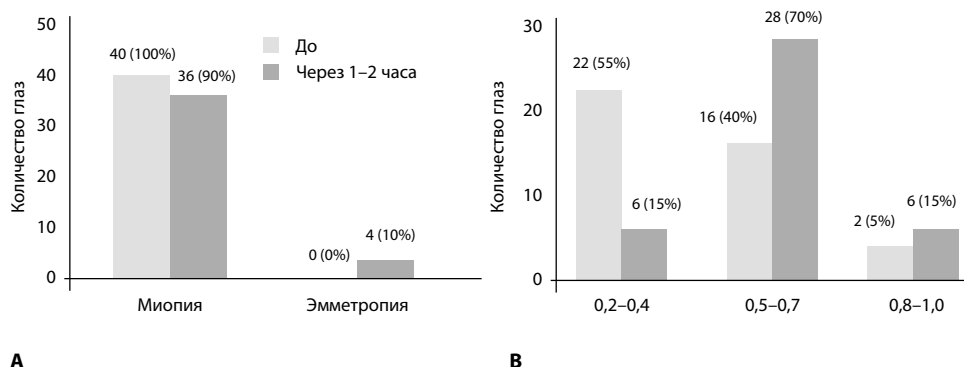 Количество глаз
50
40
30
20
10
0
40 (100%)
36 (90%)
0 (0%)
4 (10%)
До
Через 1–2 часа
Миопия
Эмметропия
A
Количество глаз
30
20
10
0
22 (55%)
6 (15%)
16 (40%)
28 (70%)
2 (5%)
6 (15%)
0,2–0,4
0,5–0,7
0,8–1,0
B